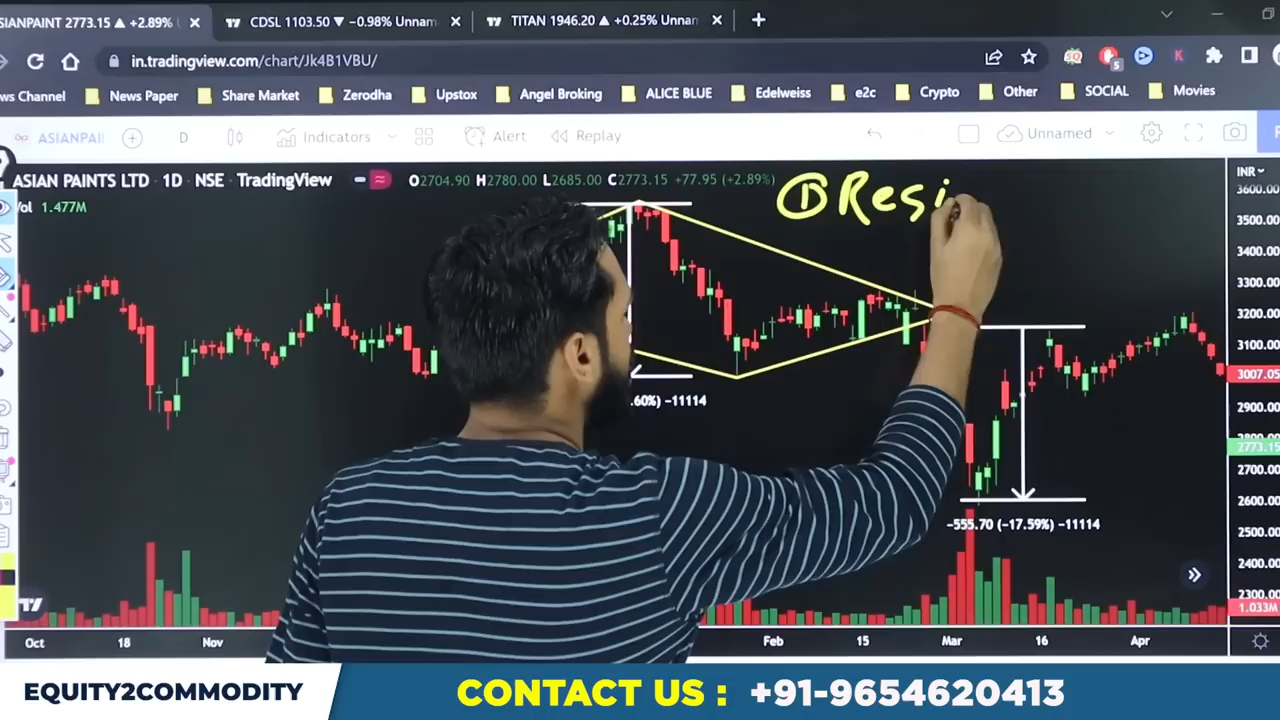 SIANPAINT 2773.15 ▲ +2.89%
CDSL 1103.50 ▼ −0.98% Unnam
TITAN 1946.20 ▲ +0.25% Unnan
in.tradingview.com/chart/Jk4B1VBU/
ws Channel News Paper Share Market Zerodha Upstox Angel Broking ALICE BLUE Edelweiss e2c Crypto Other SOCIAL Movies
ASIANPAI D Indicators Alert Replay Unnamed
ASIAN PAINTS LTD · 1D · NSE · TradingView O2704.90 H2780.00 L2685.00 C2773.15 +77.95 (+2.89%) INR
Vol 1.477M
① Resi
3600.00
3500.00
3400.00
3300.00
3200.00
3100.00
3007.05
2900.00
2773.15
2700.00
2600.00
2500.00
2400.00
2300.00
1.033M
.60%) −11114
−555.70 (−17.59%) −11114
Oct 18 Nov Feb 15 Mar 16 Apr
EQUITY2COMMODITY
CONTACT US : +91-9654620413